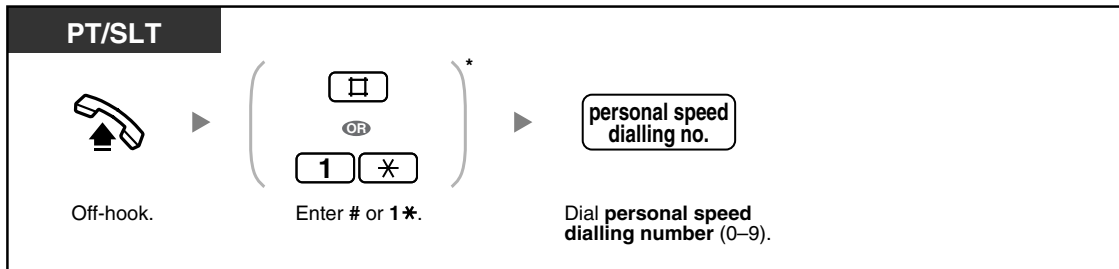 PT/SLT
*
#
OR
1 *
personal speed
dialling no.
Off-hook.
Enter # or 1*.
Dial personal speed
dialling number (0–9).